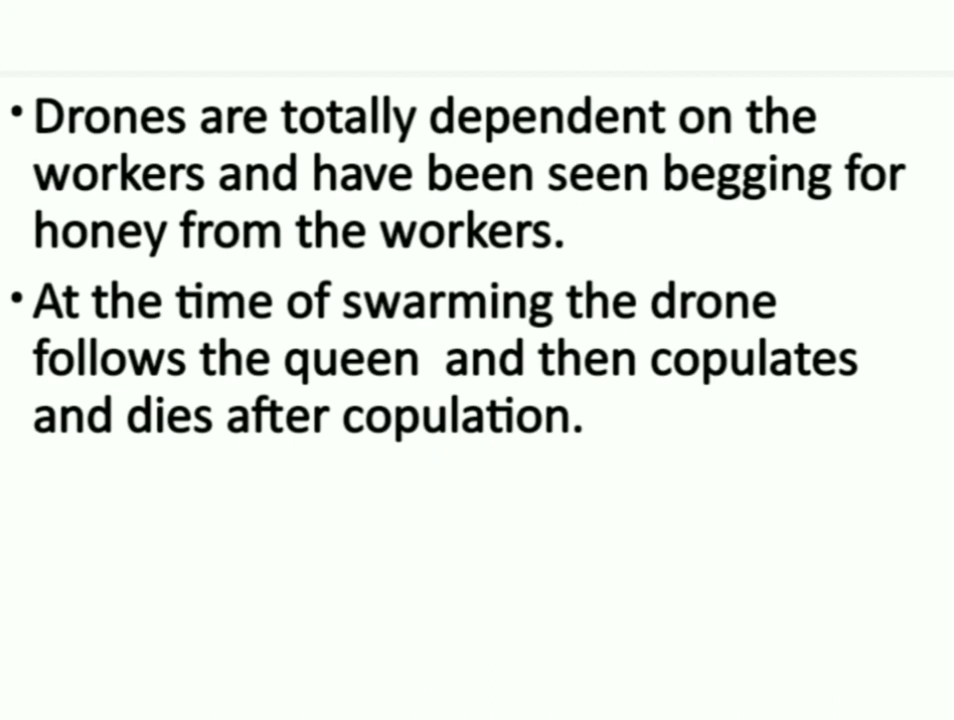 • Drones are totally dependent on the
workers and have been seen begging for
honey from the workers.
• At the time of swarming the drone
follows the queen  and then copulates
and dies after copulation.